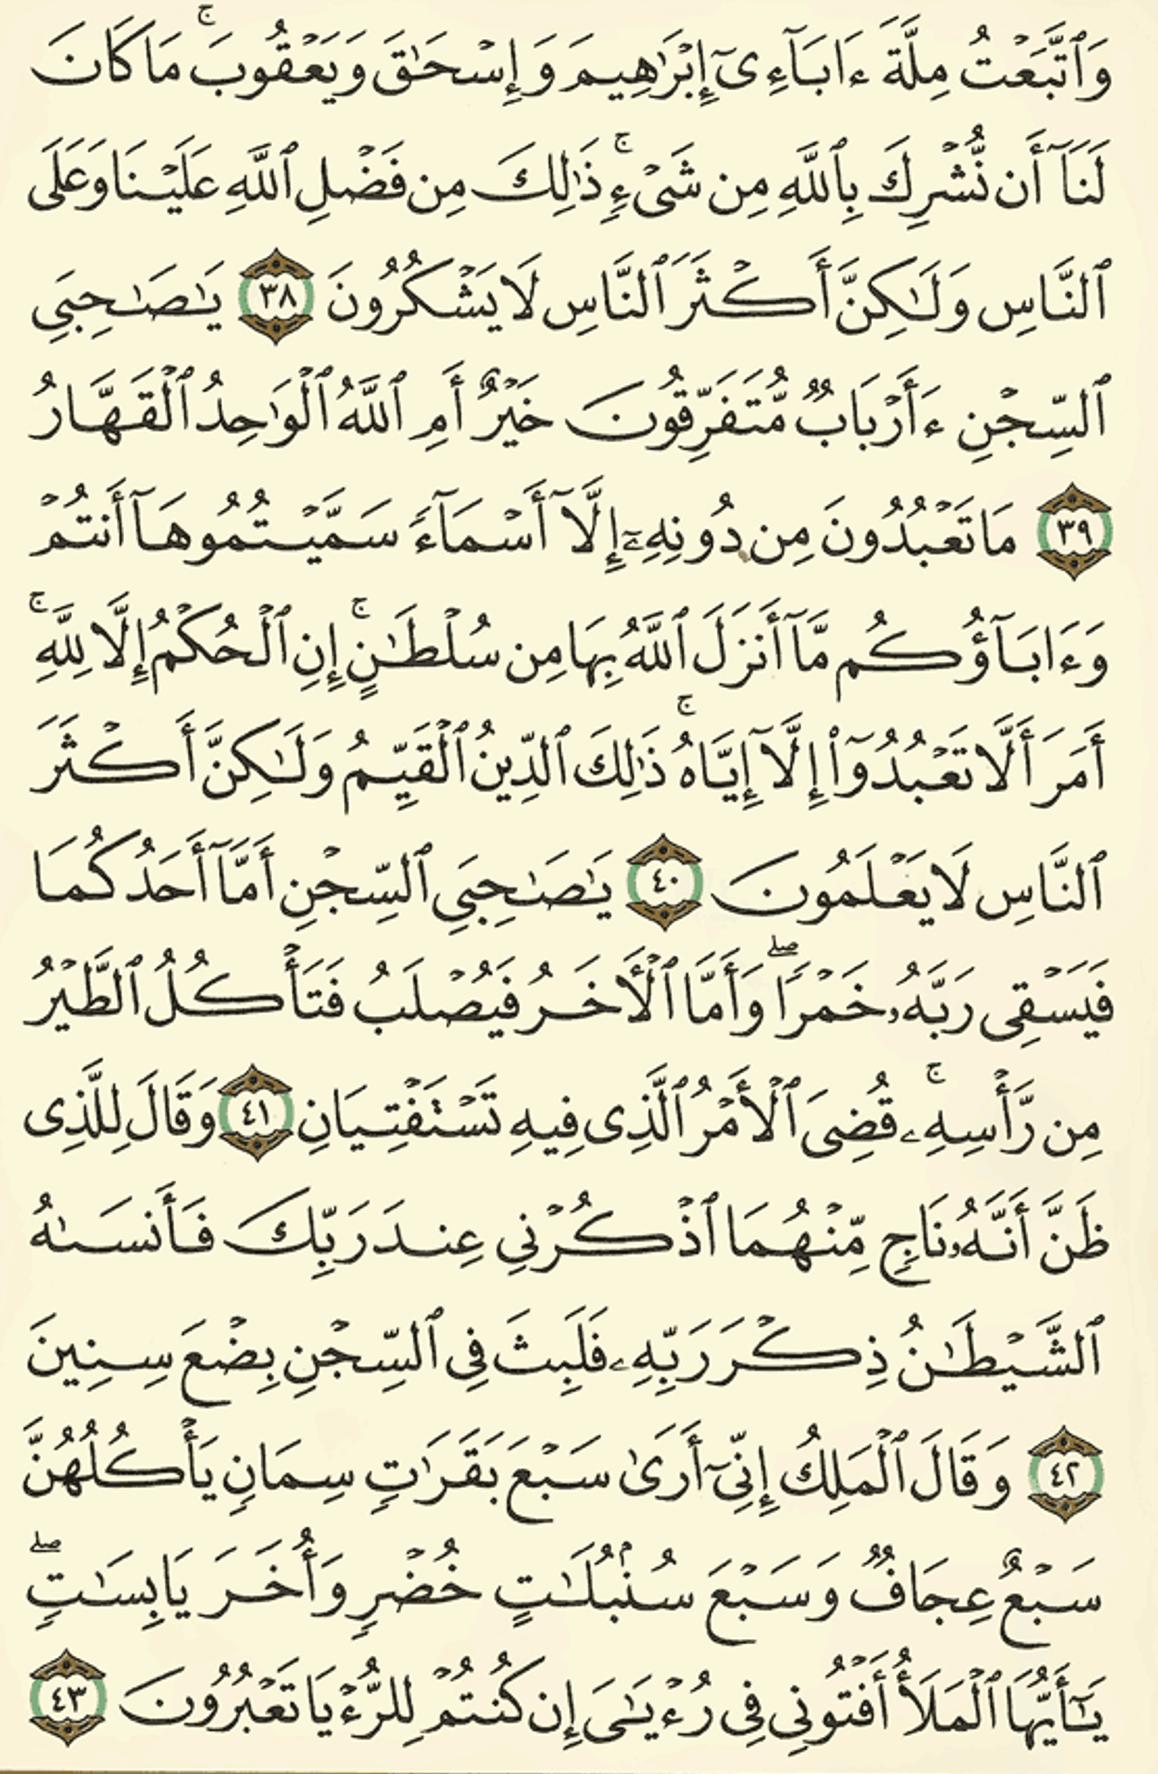 وَٱتَّبَعْتُ مِلَّةَ ءَابَآءِىٓ إِبْرَٰهِيمَ وَإِسْحَٰقَ وَيَعْقُوبَ ۚ مَا كَانَ
لَنَآ أَن نُّشْرِكَ بِٱللَّهِ مِن شَىْءٍ ۚ ذَٰلِكَ مِن فَضْلِ ٱللَّهِ عَلَيْنَا وَعَلَى
ٱلنَّاسِ وَلَٰكِنَّ أَكْثَرَ ٱلنَّاسِ لَا يَشْكُرُونَ ٣٨ يَٰصَٰحِبَىِ
ٱلسِّجْنِ ءَأَرْبَابٌ مُّتَفَرِّقُونَ خَيْرٌ أَمِ ٱللَّهُ ٱلْوَٰحِدُ ٱلْقَهَّارُ
٣٩ مَا تَعْبُدُونَ مِن دُونِهِۦٓ إِلَّآ أَسْمَآءً سَمَّيْتُمُوهَآ أَنتُمْ
وَءَابَآؤُكُم مَّآ أَنزَلَ ٱللَّهُ بِهَا مِن سُلْطَٰنٍ ۚ إِنِ ٱلْحُكْمُ إِلَّا لِلَّهِ ۚ
أَمَرَ أَلَّا تَعْبُدُوٓا۟ إِلَّآ إِيَّاهُ ۚ ذَٰلِكَ ٱلدِّينُ ٱلْقَيِّمُ وَلَٰكِنَّ أَكْثَرَ
ٱلنَّاسِ لَا يَعْلَمُونَ ٤٠ يَٰصَٰحِبَىِ ٱلسِّجْنِ أَمَّآ أَحَدُكُمَا
فَيَسْقِى رَبَّهُۥ خَمْرًا ۖ وَأَمَّا ٱلْأَخَرُ فَيُصْلَبُ فَتَأْكُلُ ٱلطَّيْرُ
مِن رَّأْسِهِۦ ۚ قُضِىَ ٱلْأَمْرُ ٱلَّذِى فِيهِ تَسْتَفْتِيَانِ ٤١ وَقَالَ لِلَّذِى
ظَنَّ أَنَّهُۥ نَاجٍ مِّنْهُمَا ٱذْكُرْنِى عِندَ رَبِّكَ فَأَنسَىٰهُ
ٱلشَّيْطَٰنُ ذِكْرَ رَبِّهِۦ فَلَبِثَ فِى ٱلسِّجْنِ بِضْعَ سِنِينَ
٤٢ وَقَالَ ٱلْمَلِكُ إِنِّىٓ أَرَىٰ سَبْعَ بَقَرَٰتٍ سِمَانٍ يَأْكُلُهُنَّ
سَبْعٌ عِجَافٌ وَسَبْعَ سُنۢبُلَٰتٍ خُضْرٍ وَأُخَرَ يَابِسَٰتٍ ۖ
يَٰٓأَيُّهَا ٱلْمَلَأُ أَفْتُونِى فِى رُءْيَٰىَ إِن كُنتُمْ لِلرُّءْيَا تَعْبُرُونَ ٤٣